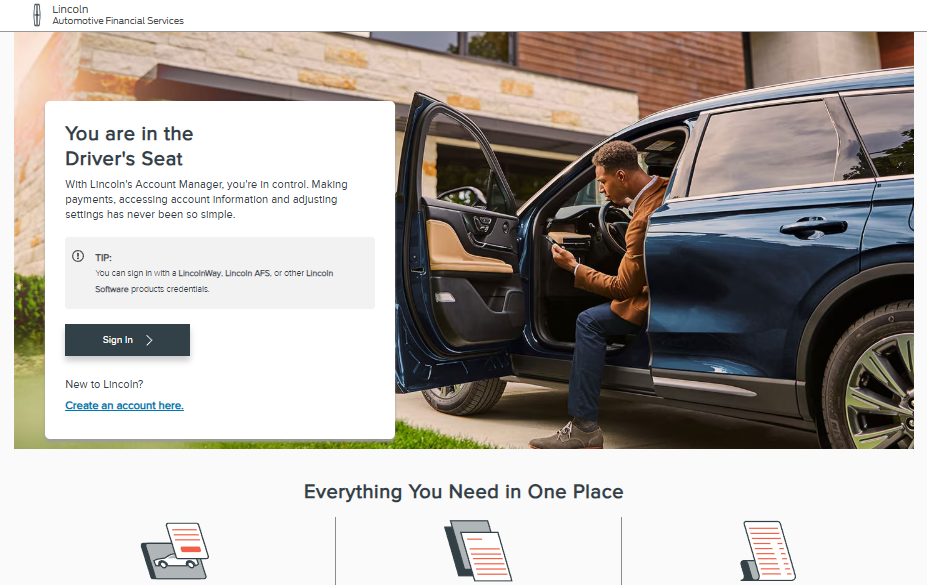 Lincoln
Automotive Financial Services
You are in the
Driver's Seat
With Lincoln's Account Manager, you're in control. Making
payments, accessing account information and adjusting
settings has never been so simple.
TIP:
You can sign in with a LincolnWay, Lincoln AFS, or other Lincoln
Software products credentials.
Sign In
New to Lincoln?
Create an account here.
Everything You Need in One Place